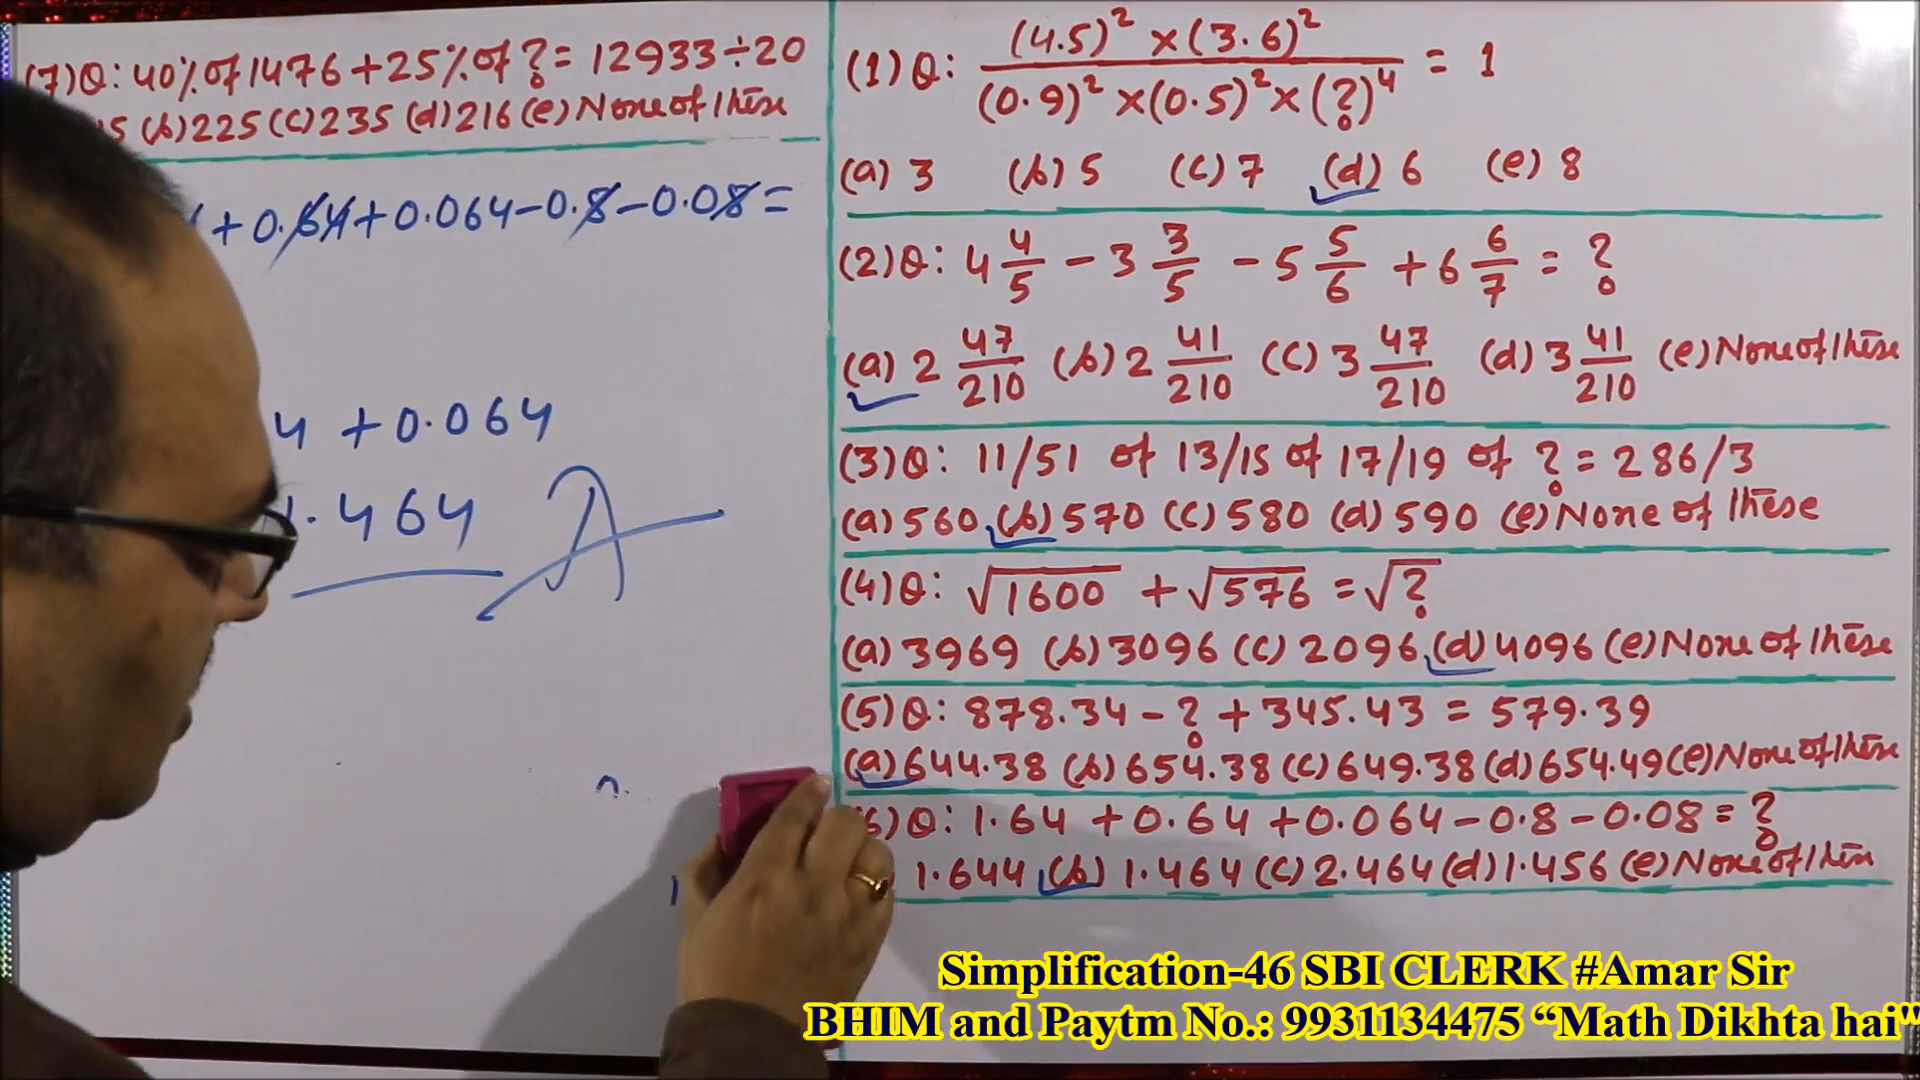 (7)Q: 40% of 1476 + 25% of ? = 12933 ÷ 20
(b) 225 (c) 235 (d) 216 (e) None of these
+ 0.64 + 0.064 - 0.8 - 0.08 =
4 + 0.064
1.464 A
(1) Q: (4.5)² × (3.6)² / (0.9)² × (0.5)² × (?)⁴ = 1
(a) 3 (b) 5 (c) 7 (d) 6 (e) 8
(2) Q: 4 4/5 - 3 3/5 - 5 5/6 + 6 6/7 = ?
(a) 2 47/210 (b) 2 41/210 (c) 3 47/210 (d) 3 41/210 (e) None of these
(3) Q: 11/51 of 13/15 of 17/19 of ? = 286/3
(a) 560 (b) 570 (c) 580 (d) 590 (e) None of these
(4) Q: √1600 + √576 = √?
(a) 3969 (b) 3096 (c) 2096 (d) 4096 (e) None of these
(5) Q: 878.34 - ? + 345.43 = 579.39
(a) 644.38 (b) 654.38 (c) 649.38 (d) 654.49 (e) None of these
6) Q: 1.64 + 0.64 + 0.064 - 0.8 - 0.08 = ?
1.644 (b) 1.464 (c) 2.464 (d) 1.456 (e) None of
Simplification-46 SBI CLERK #Amar Sir
BHIM and Paytm No.: 9931134475 “Math Dikhta hai"